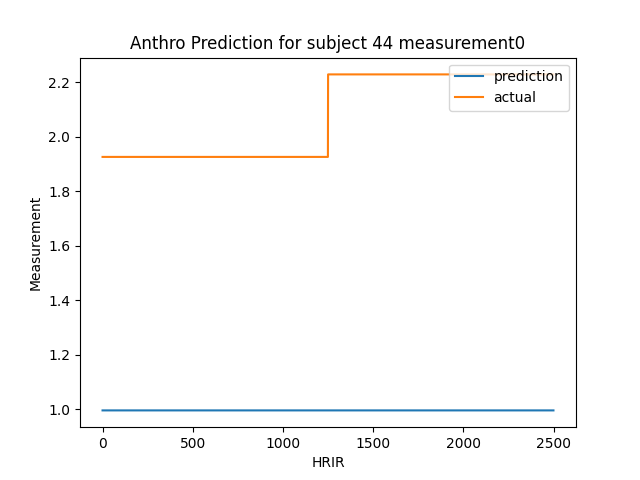 Anthro Prediction for subject 44 measurement0
prediction
actual
2.2
2.0
1.8
1.6
1.4
1.2
1.0
Measurement
0 500 1000 1500 2000 2500
HRIR